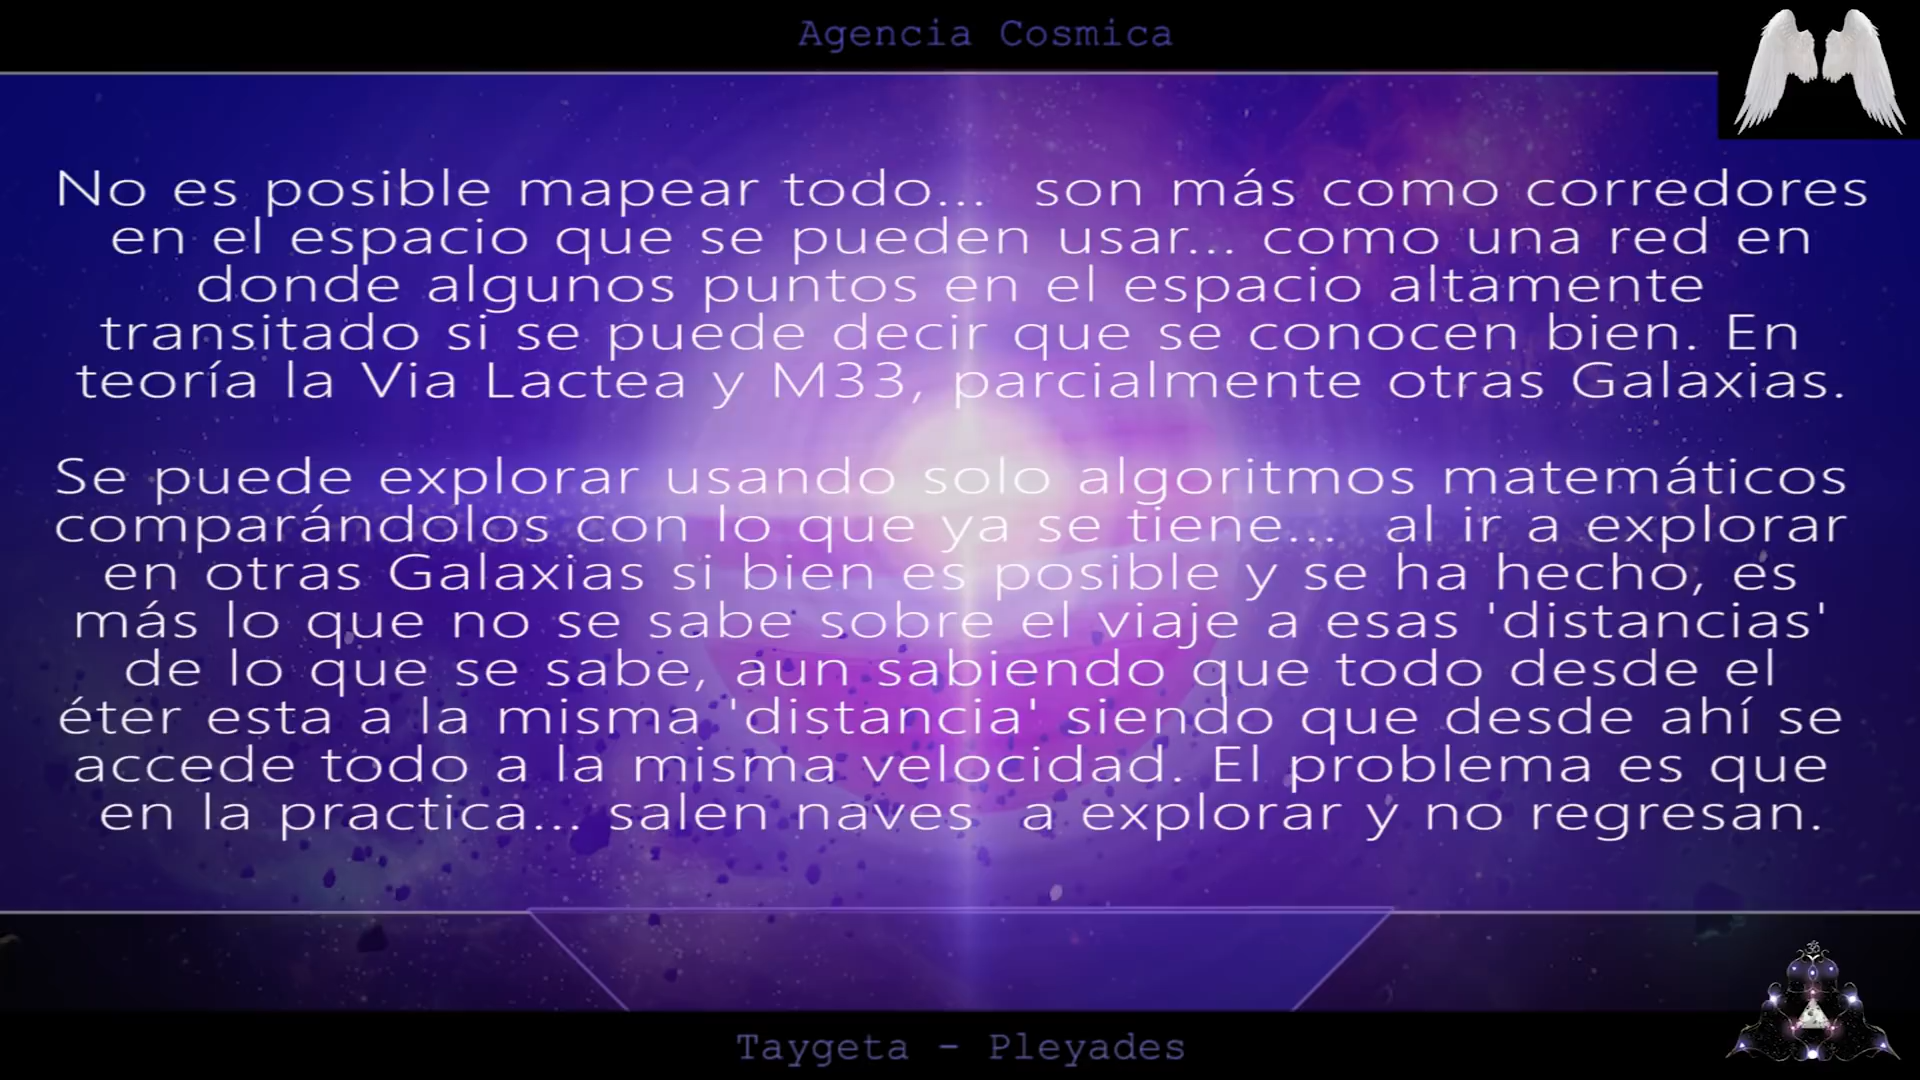 Agencia Cosmica
No es posible mapear todo... son más como corredores
en el espacio que se pueden usar... como una red en
donde algunos puntos en el espacio altamente
transitado si se puede decir que se conocen bien. En
teoría la Via Lactea y M33, parcialmente otras Galaxias.
Se puede explorar usando solo algoritmos matemáticos
comparándolos con lo que ya se tiene... al ir a explorar
en otras Galaxias si bien es posible y se ha hecho, es
más lo que no se sabe sobre el viaje a esas 'distancias'
de lo que se sabe, aun sabiendo que todo desde el
éter esta a la misma 'distancia' siendo que desde ahí se
accede todo a la misma velocidad. El problema es que
en la practica... salen naves a explorar y no regresan.
ॐ
Taygeta - Pleyades